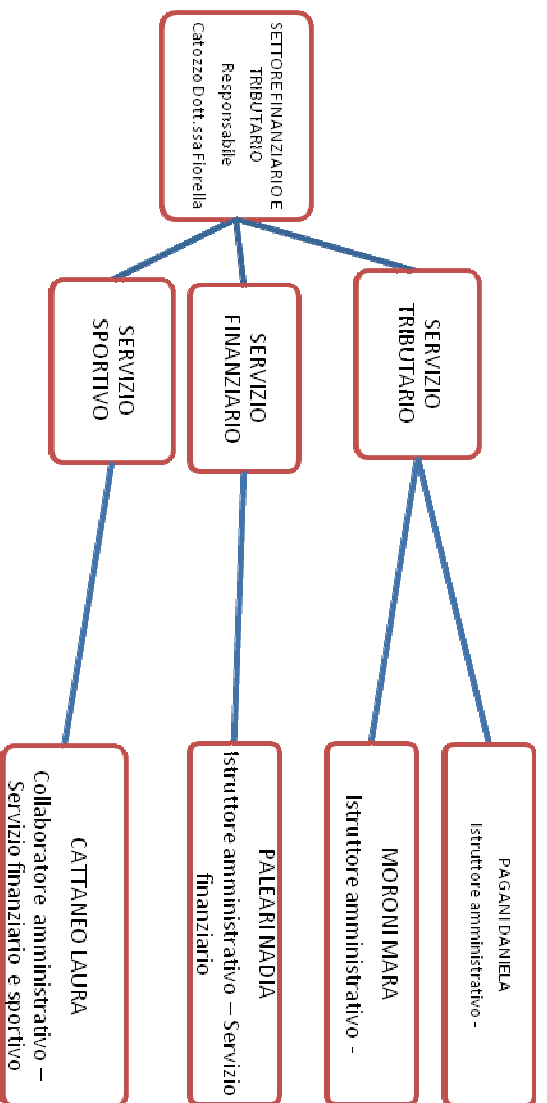 SETTORE FINANZIARIO E
TRIBUTARIO
Responsabile
Catozzo Dott.ssa Fiorella
SERVIZIO
TRIBUTARIO
SERVIZIO
FINANZIARIO
SERVIZIO
SPORTIVO
PAGANI DANIELA
Istruttore amministrativo -
MORONI MARA
Istruttore amministrativo -
PALEARI NADIA
Istruttore amministrativo – Servizio
finanziario
CATTANEO LAURA
Collaboratore amministrativo –
Servizio finanziario e sportivo